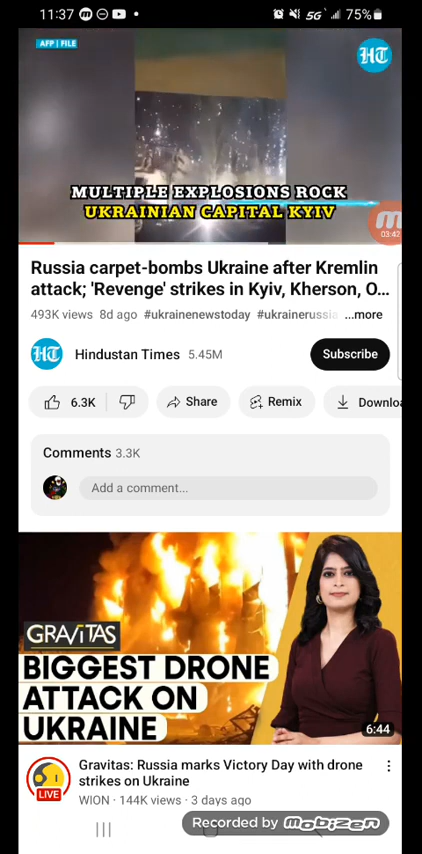 11:37
5G
75%
AFP | FILE
HT
MULTIPLE EXPLOSIONS ROCK
UKRAINIAN CAPITAL KYIV
03:42
Russia carpet-bombs Ukraine after Kremlin
attack; 'Revenge' strikes in Kyiv, Kherson, O...
493K views 8d ago #ukrainenewstoday #ukrainerussia ...more
HT
Hindustan Times 5.45M
Subscribe
6.3K
Share
Remix
Downloa
Comments 3.3K
Add a comment...
GRAVITAS
BIGGEST DRONE
ATTACK ON
UKRAINE
6:44
Gravitas: Russia marks Victory Day with drone
strikes on Ukraine
LIVE
WION · 144K views · 3 days ago
Recorded by MOBIZEN